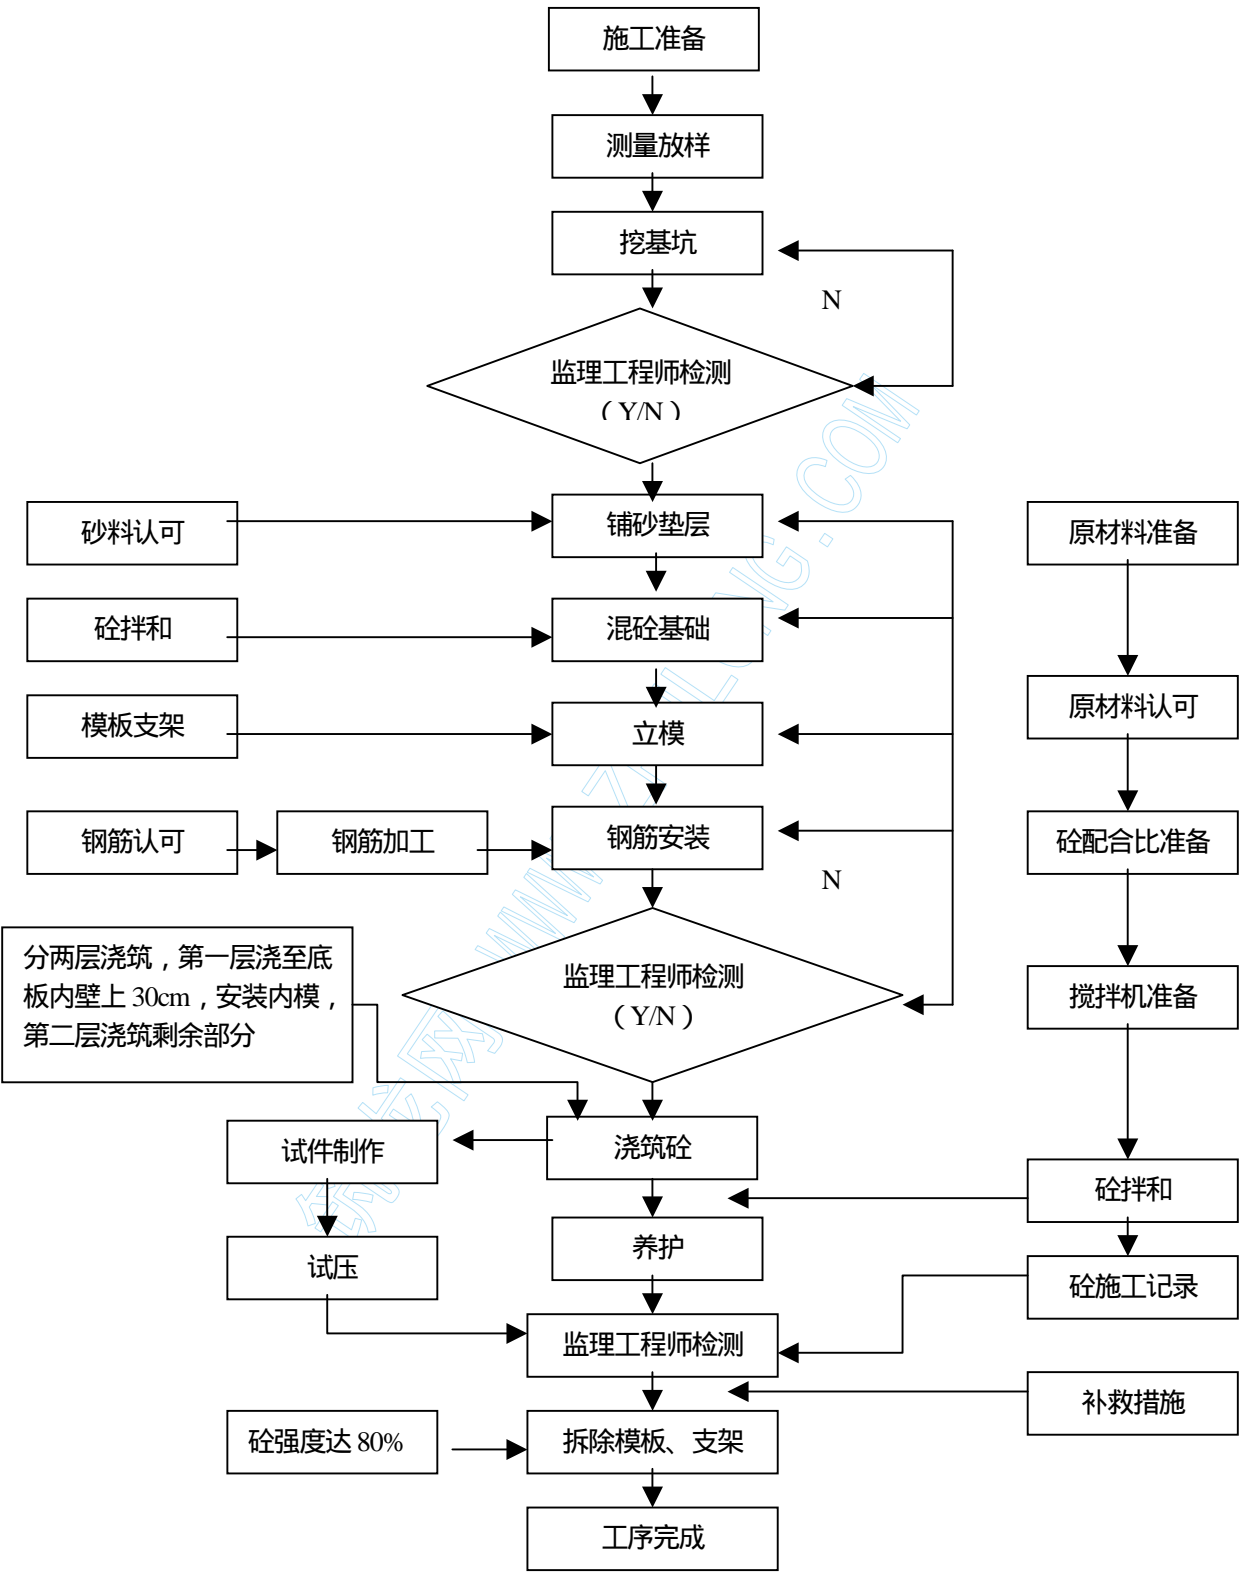 施工准备
测量放样
挖基坑
N
监理工程师检测
（Y/N）
砂料认可
铺砂垫层
原材料准备
砼拌和
混砼基础
模板支架
立模
原材料认可
钢筋认可
钢筋加工
钢筋安装
砼配合比准备
N
分两层浇筑，第一层浇至底
板内壁上30cm，安装内模，
第二层浇筑剩余部分
监理工程师检测
（Y/N）
搅拌机准备
试件制作
浇筑砼
砼拌和
试压
养护
砼施工记录
监理工程师检测
补救措施
砼强度达80%
拆除模板、支架
工序完成
筑龙网 WWW.ZHULONG.COM